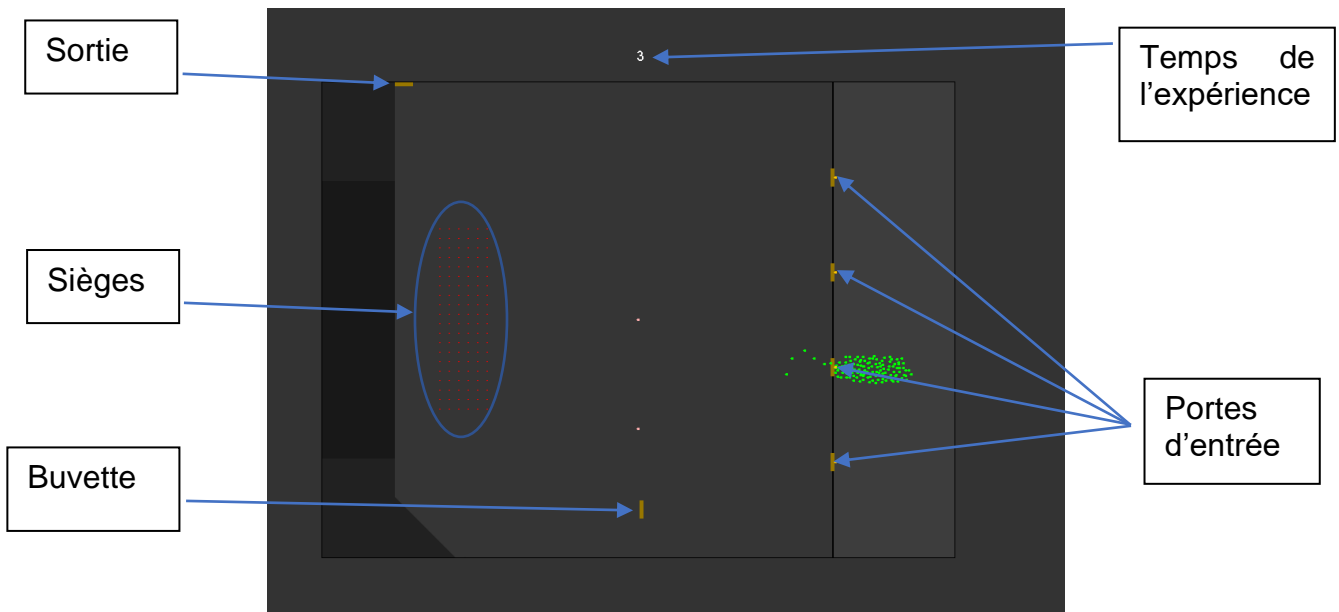 Sortie
3
Temps de
l'expérience
Sièges
Portes
d'entrée
Buvette